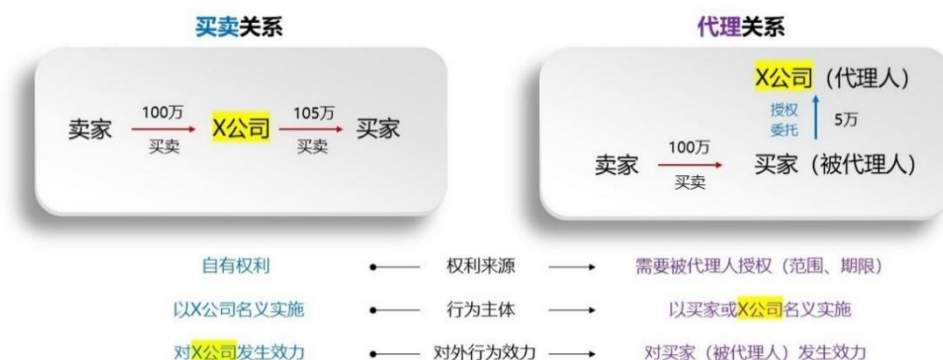 买卖关系
代理关系
卖家 100万 买卖 X公司 105万 买卖 买家
X公司（代理人）
授权委托 5万
卖家 100万 买卖 买家（被代理人）
自有权利 权利来源 需要被代理人授权（范围、期限）
以X公司名义实施 行为主体 以买家或X公司名义实施
对X公司发生效力 对外行为效力 对买家（被代理人）发生效力